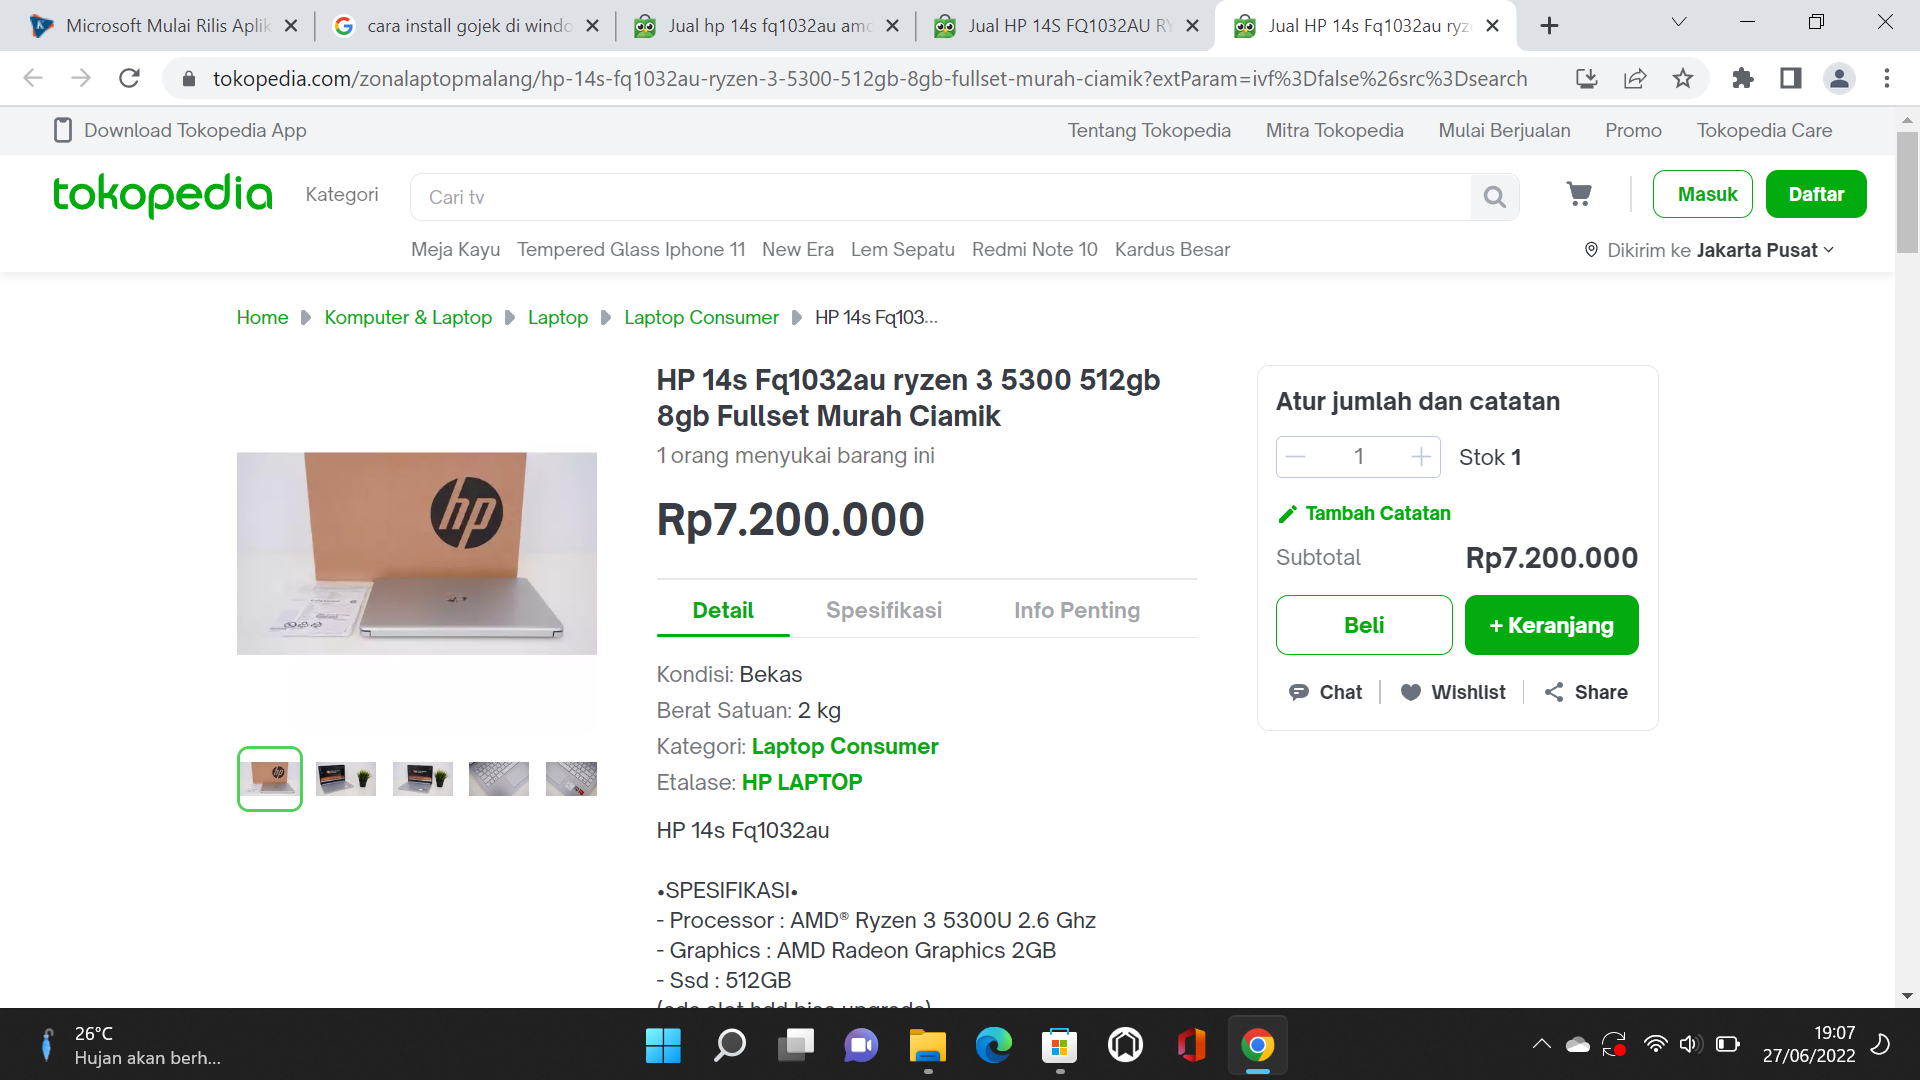 Microsoft Mulai Rilis Aplik
cara install gojek di windo
Jual hp 14s fq1032au amd
Jual HP 14S FQ1032AU RY
Jual HP 14s Fq1032au ryze
tokopedia.com/zonalaptopmalang/hp-14s-fq1032au-ryzen-3-5300-512gb-8gb-fullset-murah-ciamik?extParam=ivf%3Dfalse%26src%3Dsearch
Download Tokopedia App
Tentang Tokopedia
Mitra Tokopedia
Mulai Berjualan
Promo
Tokopedia Care
tokopedia
Kategori
Cari tv
Masuk
Daftar
Meja Kayu
Tempered Glass Iphone 11
New Era
Lem Sepatu
Redmi Note 10
Kardus Besar
Dikirim ke Jakarta Pusat
Home
Komputer & Laptop
Laptop
Laptop Consumer
HP 14s Fq103...
hp
HP 14s Fq1032au ryzen 3 5300 512gb
8gb Fullset Murah Ciamik
1 orang menyukai barang ini
Rp7.200.000
Detail
Spesifikasi
Info Penting
Kondisi: Bekas
Berat Satuan: 2 kg
Kategori: Laptop Consumer
Etalase: HP LAPTOP
HP 14s Fq1032au
•SPESIFIKASI•
- Processor : AMD® Ryzen 3 5300U 2.6 Ghz
- Graphics : AMD Radeon Graphics 2GB
- Ssd : 512GB
Atur jumlah dan catatan
1
Stok 1
Tambah Catatan
Subtotal
Rp7.200.000
Beli
+ Keranjang
Chat
Wishlist
Share
26°C
Hujan akan berh...
19:07
27/06/2022